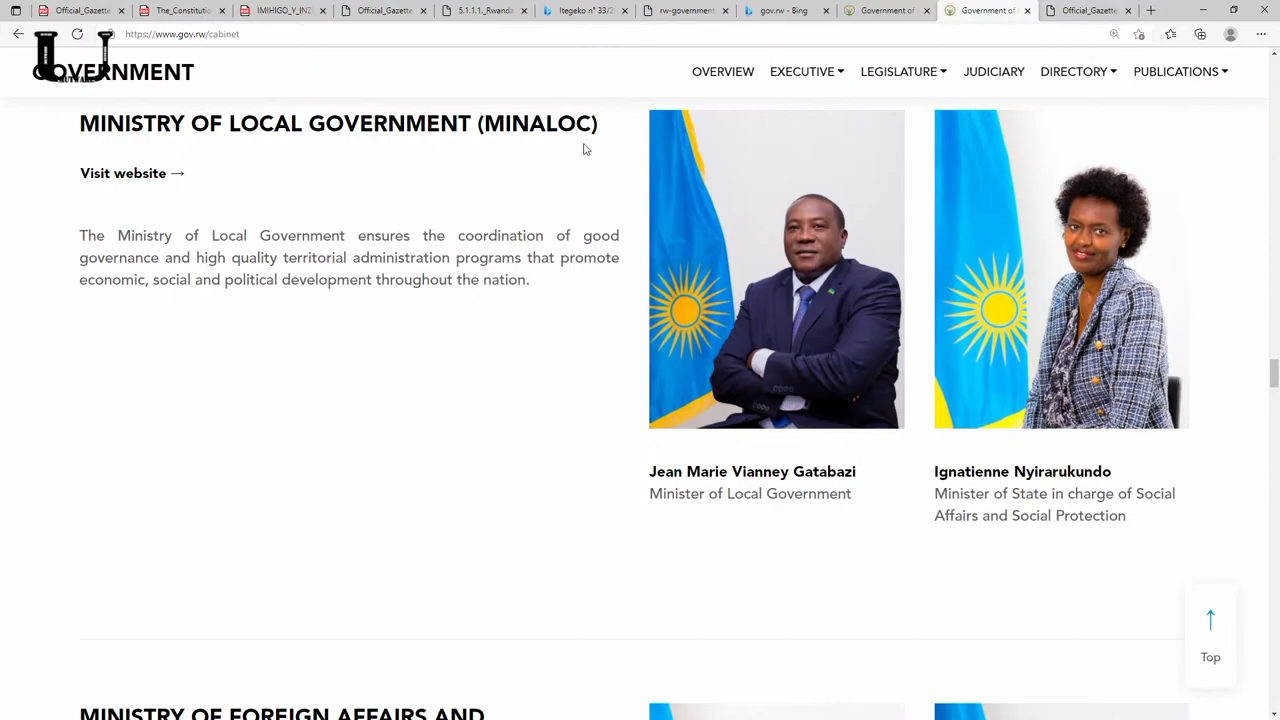 Official_Gazette
The_Constitution
IMIHIGO_Y_IN
Official_Gazette
5.1.1.1_Rwanda
Itegeko n° 33/2
rw-government
gov.rw - Bing
Government of
Government of
Official_Gazette
https://www.gov.rw/cabinet
GOVERNMENT
OVERVIEW EXECUTIVE LEGISLATURE JUDICIARY DIRECTORY PUBLICATIONS
MINISTRY OF LOCAL GOVERNMENT (MINALOC)
Visit website →
The Ministry of Local Government ensures the coordination of good
governance and high quality territorial administration programs that promote
economic, social and political development throughout the nation.
Jean Marie Vianney Gatabazi
Minister of Local Government
Ignatienne Nyirarukundo
Minister of State in charge of Social
Affairs and Social Protection
↑
Top
MINISTRY OF FOREIGN AFFAIRS AND